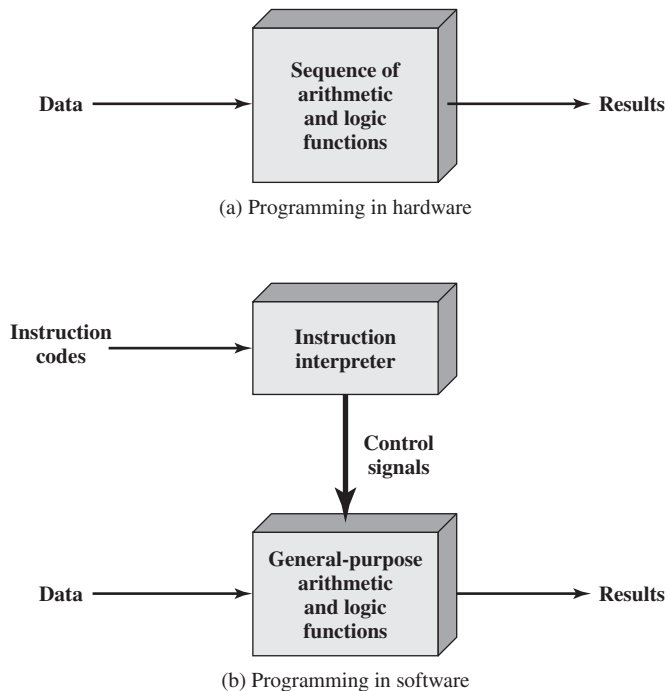 Sequence of
arithmetic
and logic
functions
Data
Results
(a) Programming in hardware
Instruction
codes
Instruction
interpreter
Control
signals
General-purpose
arithmetic
and logic
functions
Data
Results
(b) Programming in software